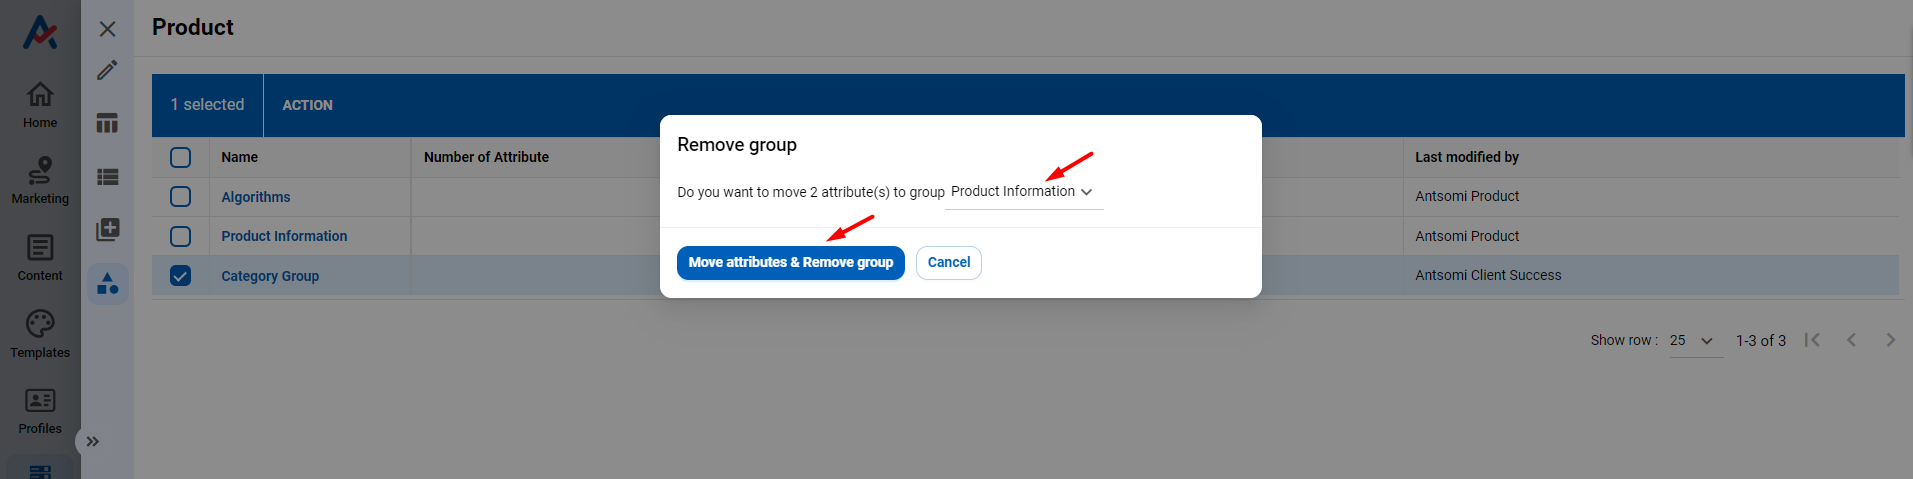 Product
Home
Marketing
Content
Templates
Profiles
1 selected
ACTION
Name
Number of Attribute
Last modified by
Algorithms
Antsomi Product
Product Information
Antsomi Product
Category Group
Antsomi Client Success
Remove group
Do you want to move 2 attribute(s) to group Product Information
Move attributes & Remove group
Cancel
Show row : 25 1-3 of 3